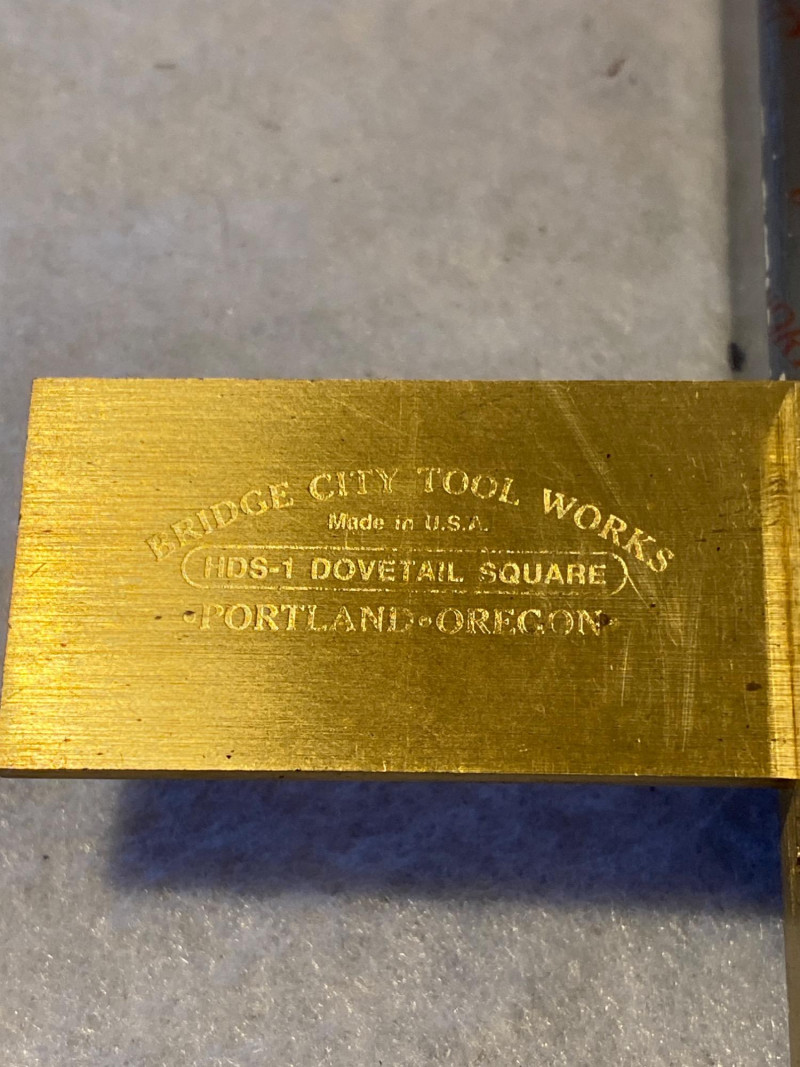 BRIDGE CITY TOOL WORKS
Made in U.S.A.
HDS-1 DOVETAIL SQUARE
•PORTLAND•OREGON•